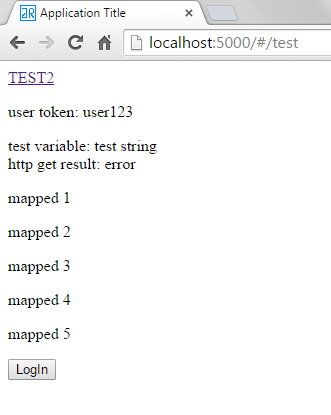 Application Title
localhost:5000/#/test
TEST2
user token: user123
test variable: test string
http get result: error
mapped 1
mapped 2
mapped 3
mapped 4
mapped 5
LogIn